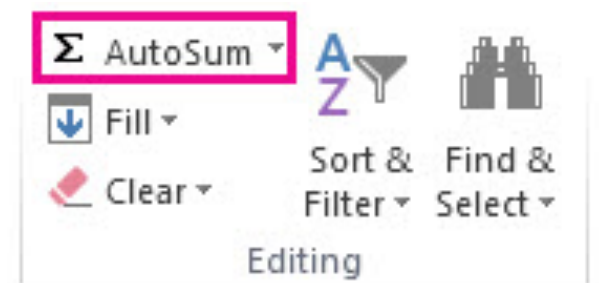 Σ AutoSum
Fill
Clear
Sort &
Filter
Find &
Select
Editing